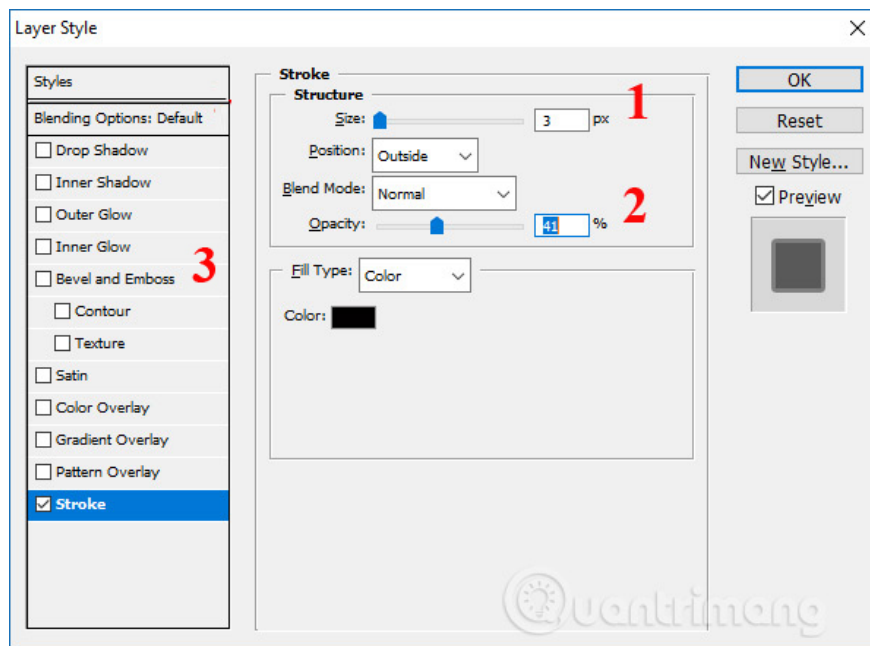 Layer Style
Styles
Blending Options: Default
Drop Shadow
Inner Shadow
Outer Glow
Inner Glow
Bevel and Emboss
3
Contour
Texture
Satin
Color Overlay
Gradient Overlay
Pattern Overlay
Stroke
Stroke
Structure
Size: 3 px
1
Position: Outside
Blend Mode: Normal
Opacity: 41 %
2
Fill Type: Color
Color:
OK
Reset
New Style...
Preview
Quantrimang